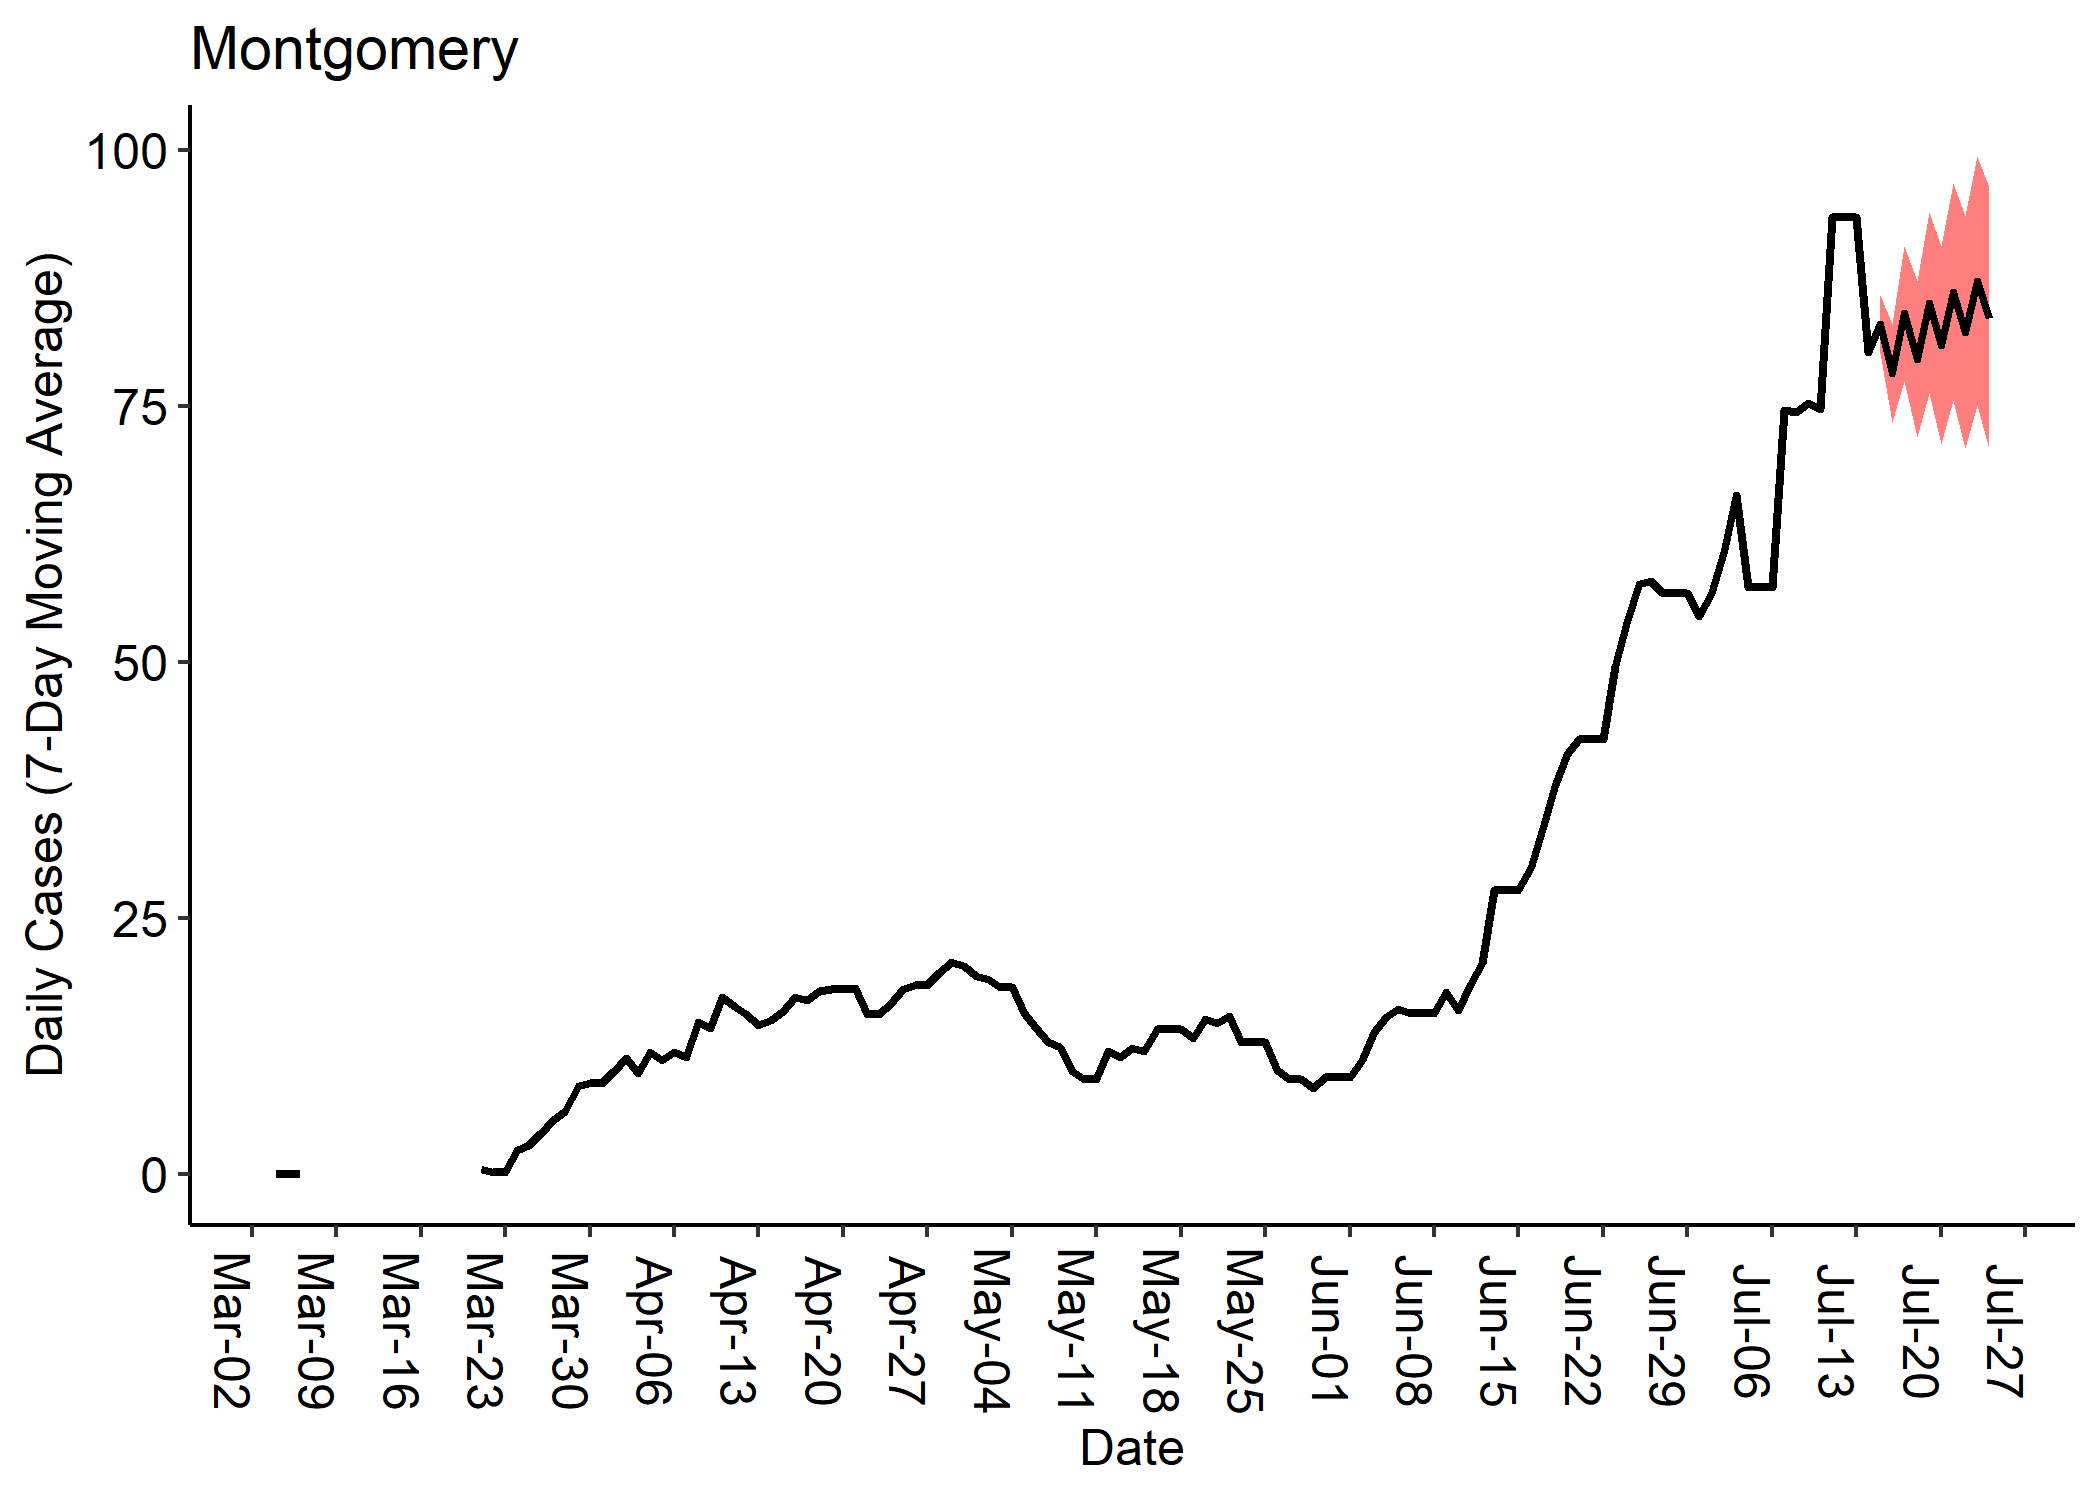 Montgomery
Daily Cases (7-Day Moving Average)
100
75
50
25
0
Mar-02
Mar-09
Mar-16
Mar-23
Mar-30
Apr-06
Apr-13
Apr-20
Apr-27
May-04
May-11
May-18
May-25
Jun-01
Jun-08
Jun-15
Jun-22
Jun-29
Jul-06
Jul-13
Jul-20
Jul-27
Date